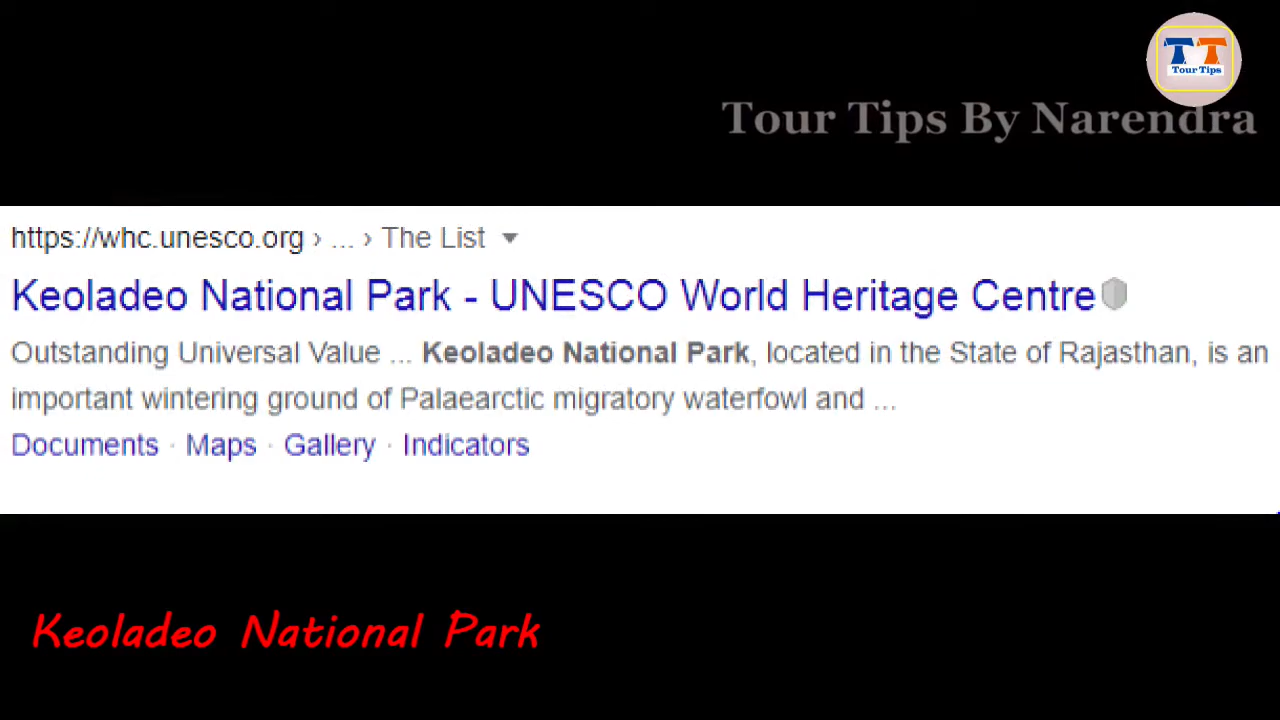 TT
Tour Tips
Tour Tips By Narendra
https://whc.unesco.org › ... › The List
Keoladeo National Park - UNESCO World Heritage Centre
Outstanding Universal Value ... Keoladeo National Park, located in the State of Rajasthan, is an
important wintering ground of Palaearctic migratory waterfowl and ...
Documents · Maps · Gallery · Indicators
Keoladeo National Park